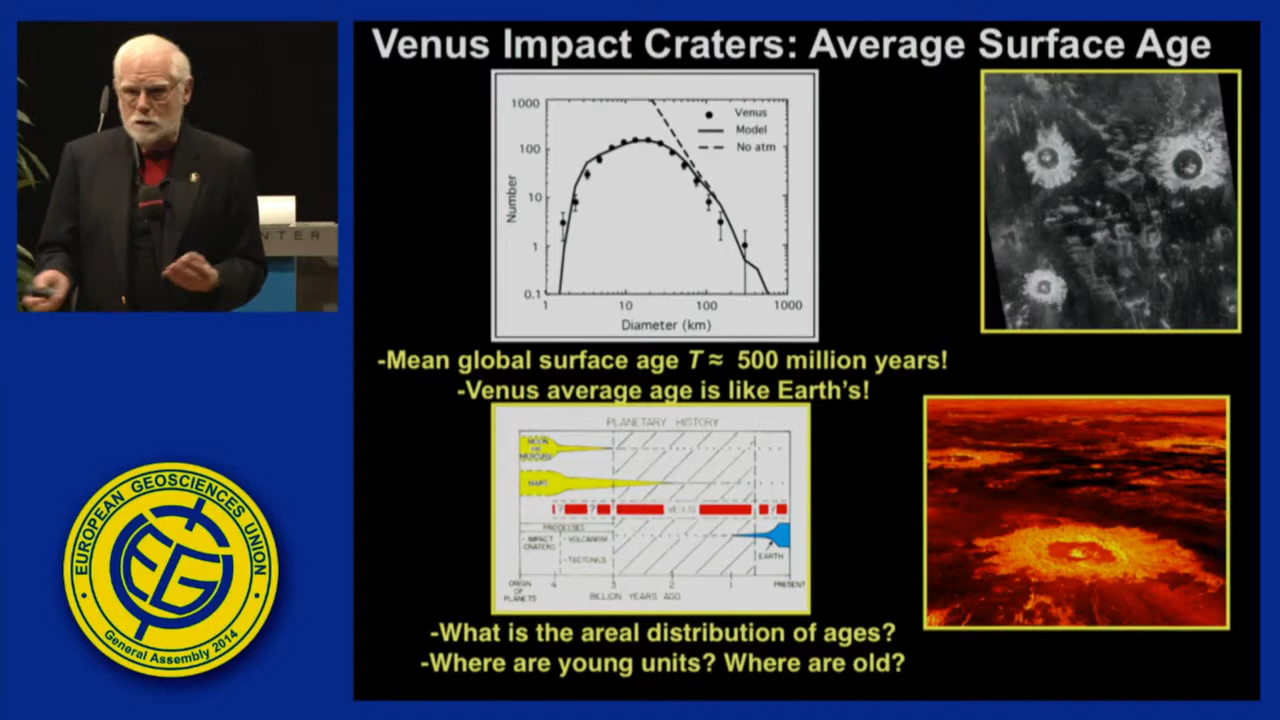 Venus Impact Craters: Average Surface Age
1000
100
10
1
0.1
Number
Venus
Model
No atm
1
10
100
1000
Diameter (km)
-Mean global surface age T ≈ 500 million years!
-Venus average age is like Earth's!
PLANETARY HISTORY
MOON
MERCURY
MARS
? ? VENUS ?
PROCESSES
IMPACT
CRATERS
VOLCANISM
TECTONICS
EARTH
ORIGIN
OF
PLANETS
4 3 2 1 PRESENT
BILLION YEARS AGO
-What is the areal distribution of ages?
-Where are young units? Where are old?
NTER
EUROPEAN GEOSCIENCES UNION
EG
General Assembly 2014